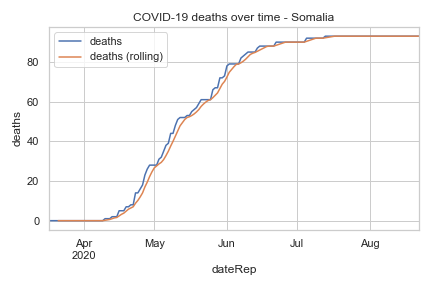 COVID-19 deaths over time - Somalia
deaths
deaths (rolling)
80
60
40
20
0
deaths
Apr
2020
May
Jun
Jul
Aug
dateRep